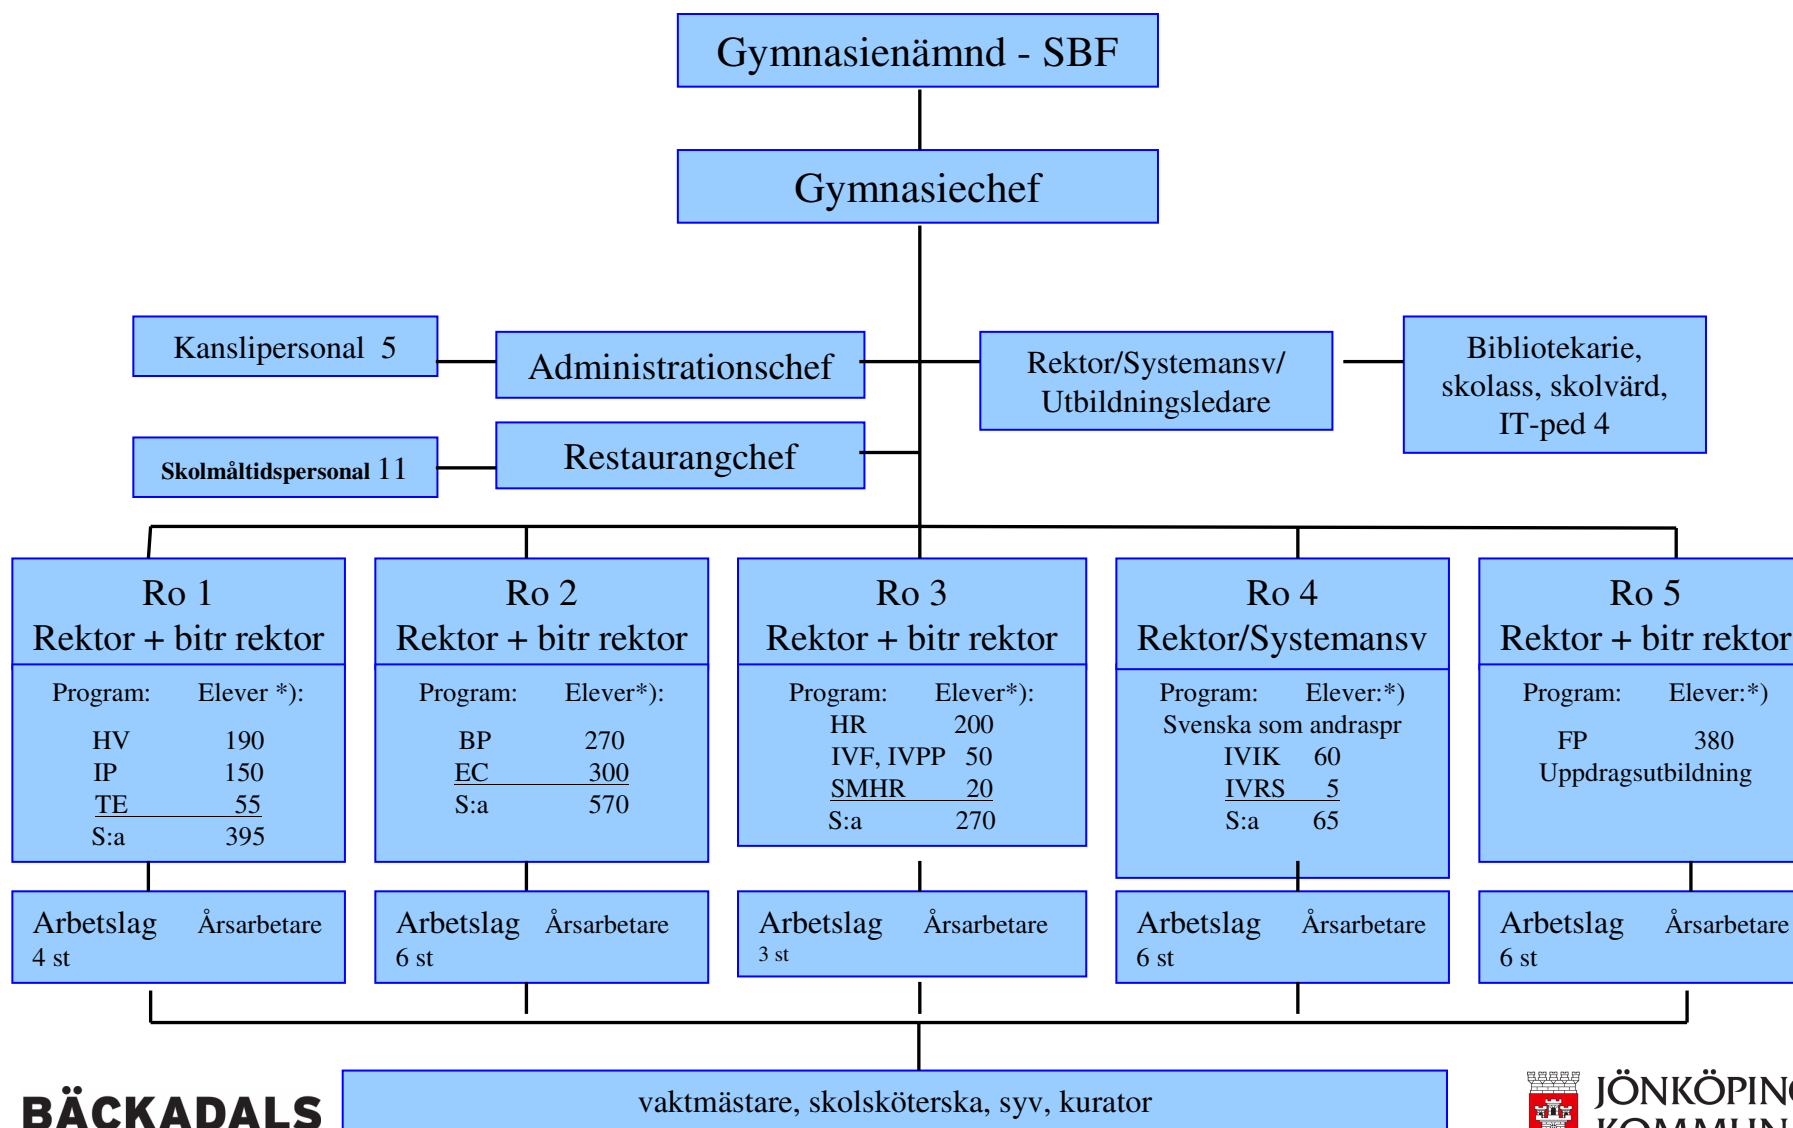 Gymnasienämnd - SBF
Gymnasiechef
Kanslipersonal 5
Administrationschef
Rektor/Systemansv/
Utbildningsledare
Bibliotekarie,
skolass, skolvärd,
IT-ped 4
Skolmåltidspersonal 11
Restaurangchef
Ro 1
Rektor + bitr rektor
Program: Elever *):
HV 190
IP 150
TE 55
S:a 395
Arbetslag Årsarbetare
4 st
Ro 2
Rektor + bitr rektor
Program: Elever*):
BP 270
EC 300
S:a 570
Arbetslag Årsarbetare
6 st
Ro 3
Rektor + bitr rektor
Program: Elever*):
HR 200
IVF, IVPP 50
SMHR 20
S:a 270
Arbetslag Årsarbetare
3 st
Ro 4
Rektor/Systemansv
Program: Elever:*)
Svenska som andraspr
IVIK 60
IVRS 5
S:a 65
Arbetslag Årsarbetare
6 st
Ro 5
Rektor + bitr rektor
Program: Elever:*)
FP 380
Uppdragsutbildning
Arbetslag Årsarbetare
6 st
vaktmästare, skolsköterska, syv, kurator
BÄCKADALS
JÖNKÖPING
KOMMUN